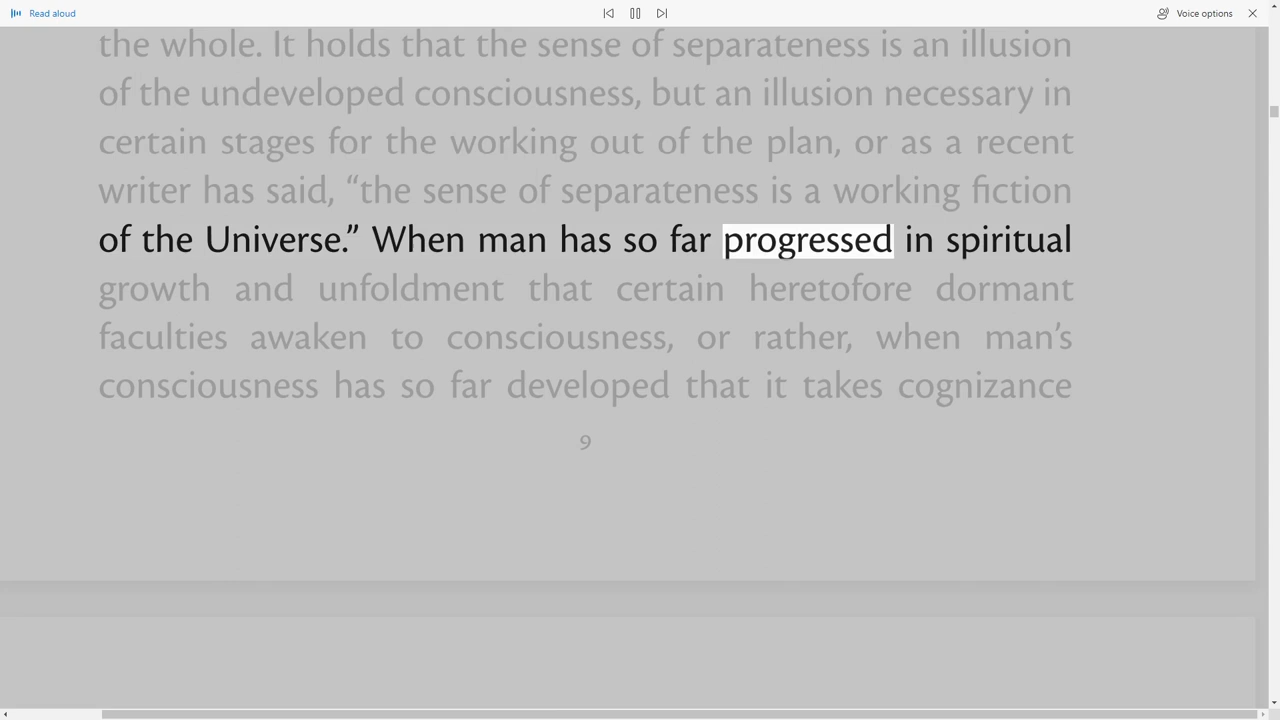 Read aloud
Voice options
the whole. It holds that the sense of separateness is an illusion
of the undeveloped consciousness, but an illusion necessary in
certain stages for the working out of the plan, or as a recent
writer has said, “the sense of separateness is a working fiction
of the Universe.” When man has so far progressed in spiritual
growth and unfoldment that certain heretofore dormant
faculties awaken to consciousness, or rather, when man’s
consciousness has so far developed that it takes cognizance
9